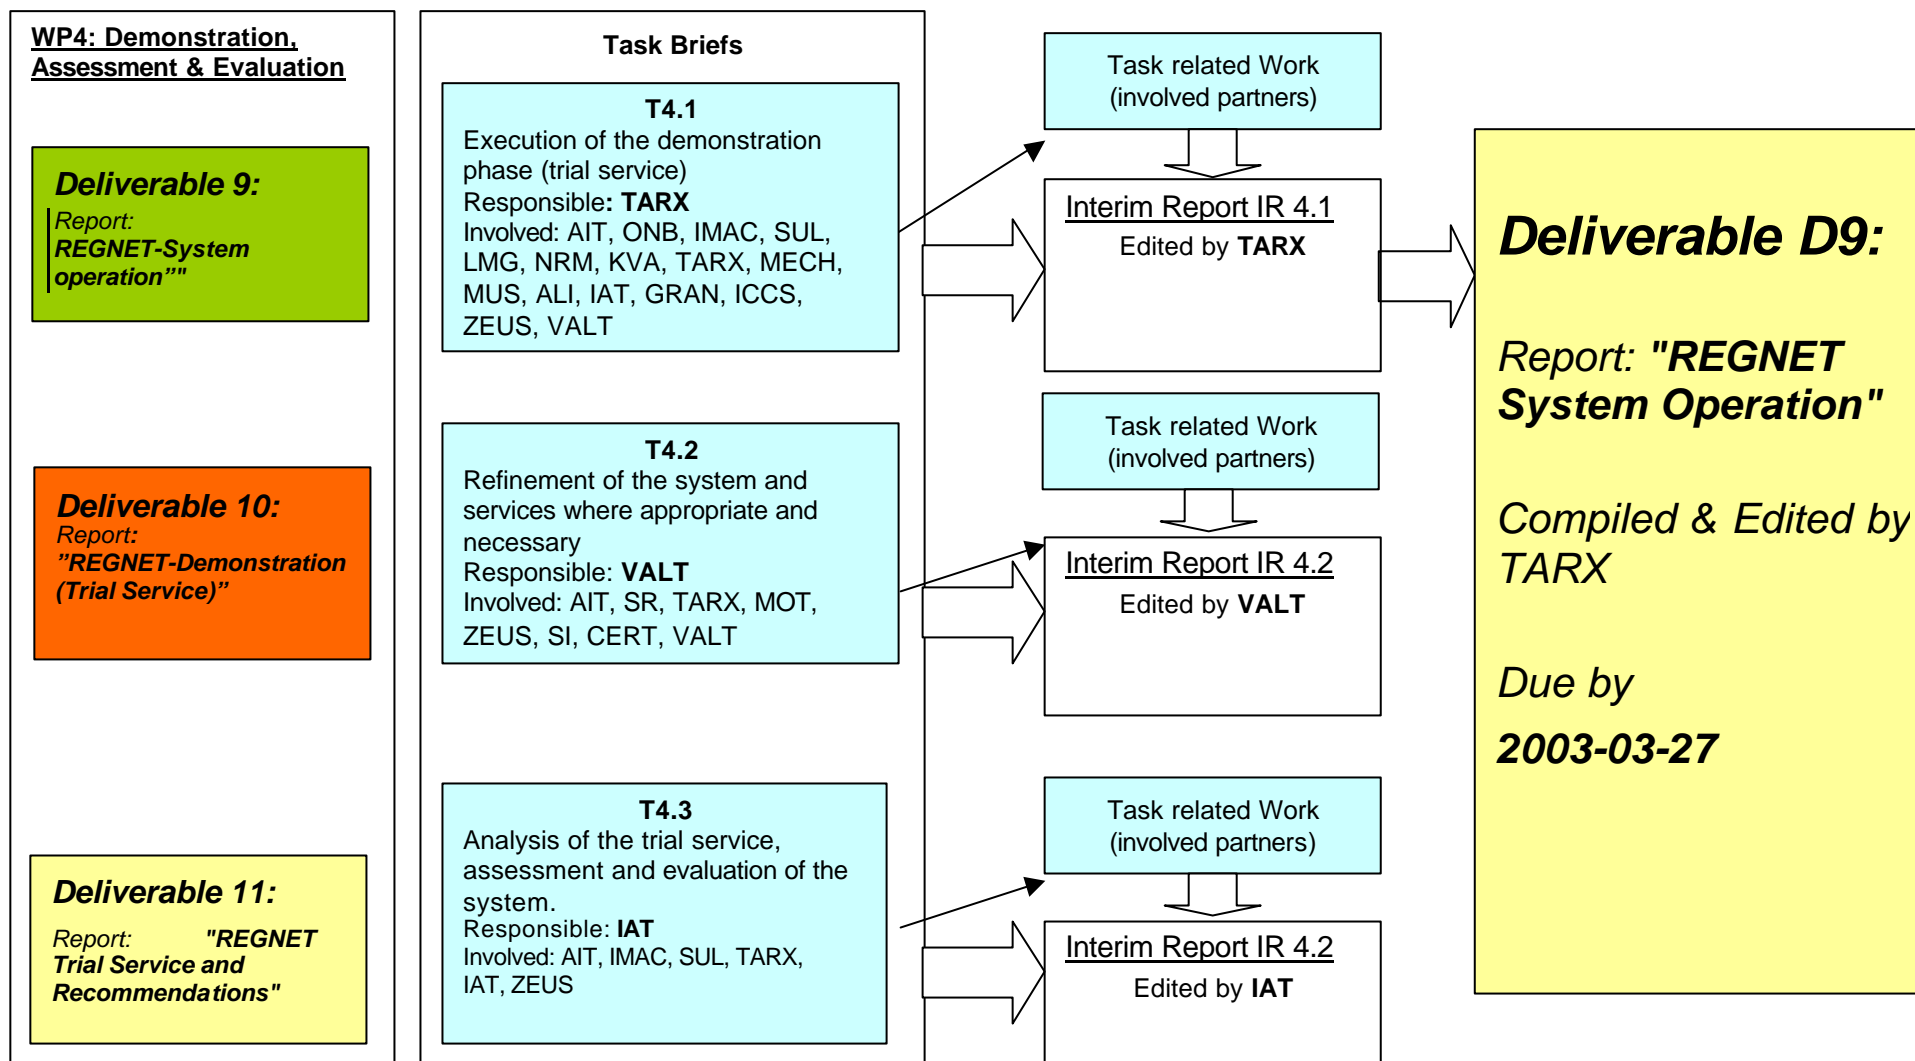 WP4: Demonstration,
Assessment & Evaluation
Deliverable 9:
Report:
REGNET-System
operation””"
Deliverable 10:
Report:
”REGNET-Demonstration
(Trial Service)”
Deliverable 11:
Report: "REGNET
Trial Service and
Recommendations"
Task Briefs
T4.1
Execution of the demonstration
phase (trial service)
Responsible: TARX
Involved: AIT, ONB, IMAC, SUL,
LMG, NRM, KVA, TARX, MECH,
MUS, ALI, IAT, GRAN, ICCS,
ZEUS, VALT
T4.2
Refinement of the system and
services where appropriate and
necessary
Responsible: VALT
Involved: AIT, SR, TARX, MOT,
ZEUS, SI, CERT, VALT
T4.3
Analysis of the trial service,
assessment and evaluation of the
system.
Responsible: IAT
Involved: AIT, IMAC, SUL, TARX,
IAT, ZEUS
Task related Work
(involved partners)
Interim Report IR 4.1
Edited by TARX
Task related Work
(involved partners)
Interim Report IR 4.2
Edited by VALT
Task related Work
(involved partners)
Interim Report IR 4.2
Edited by IAT
Deliverable D9:
Report: "REGNET
System Operation"
Compiled & Edited by
TARX
Due by
2003-03-27